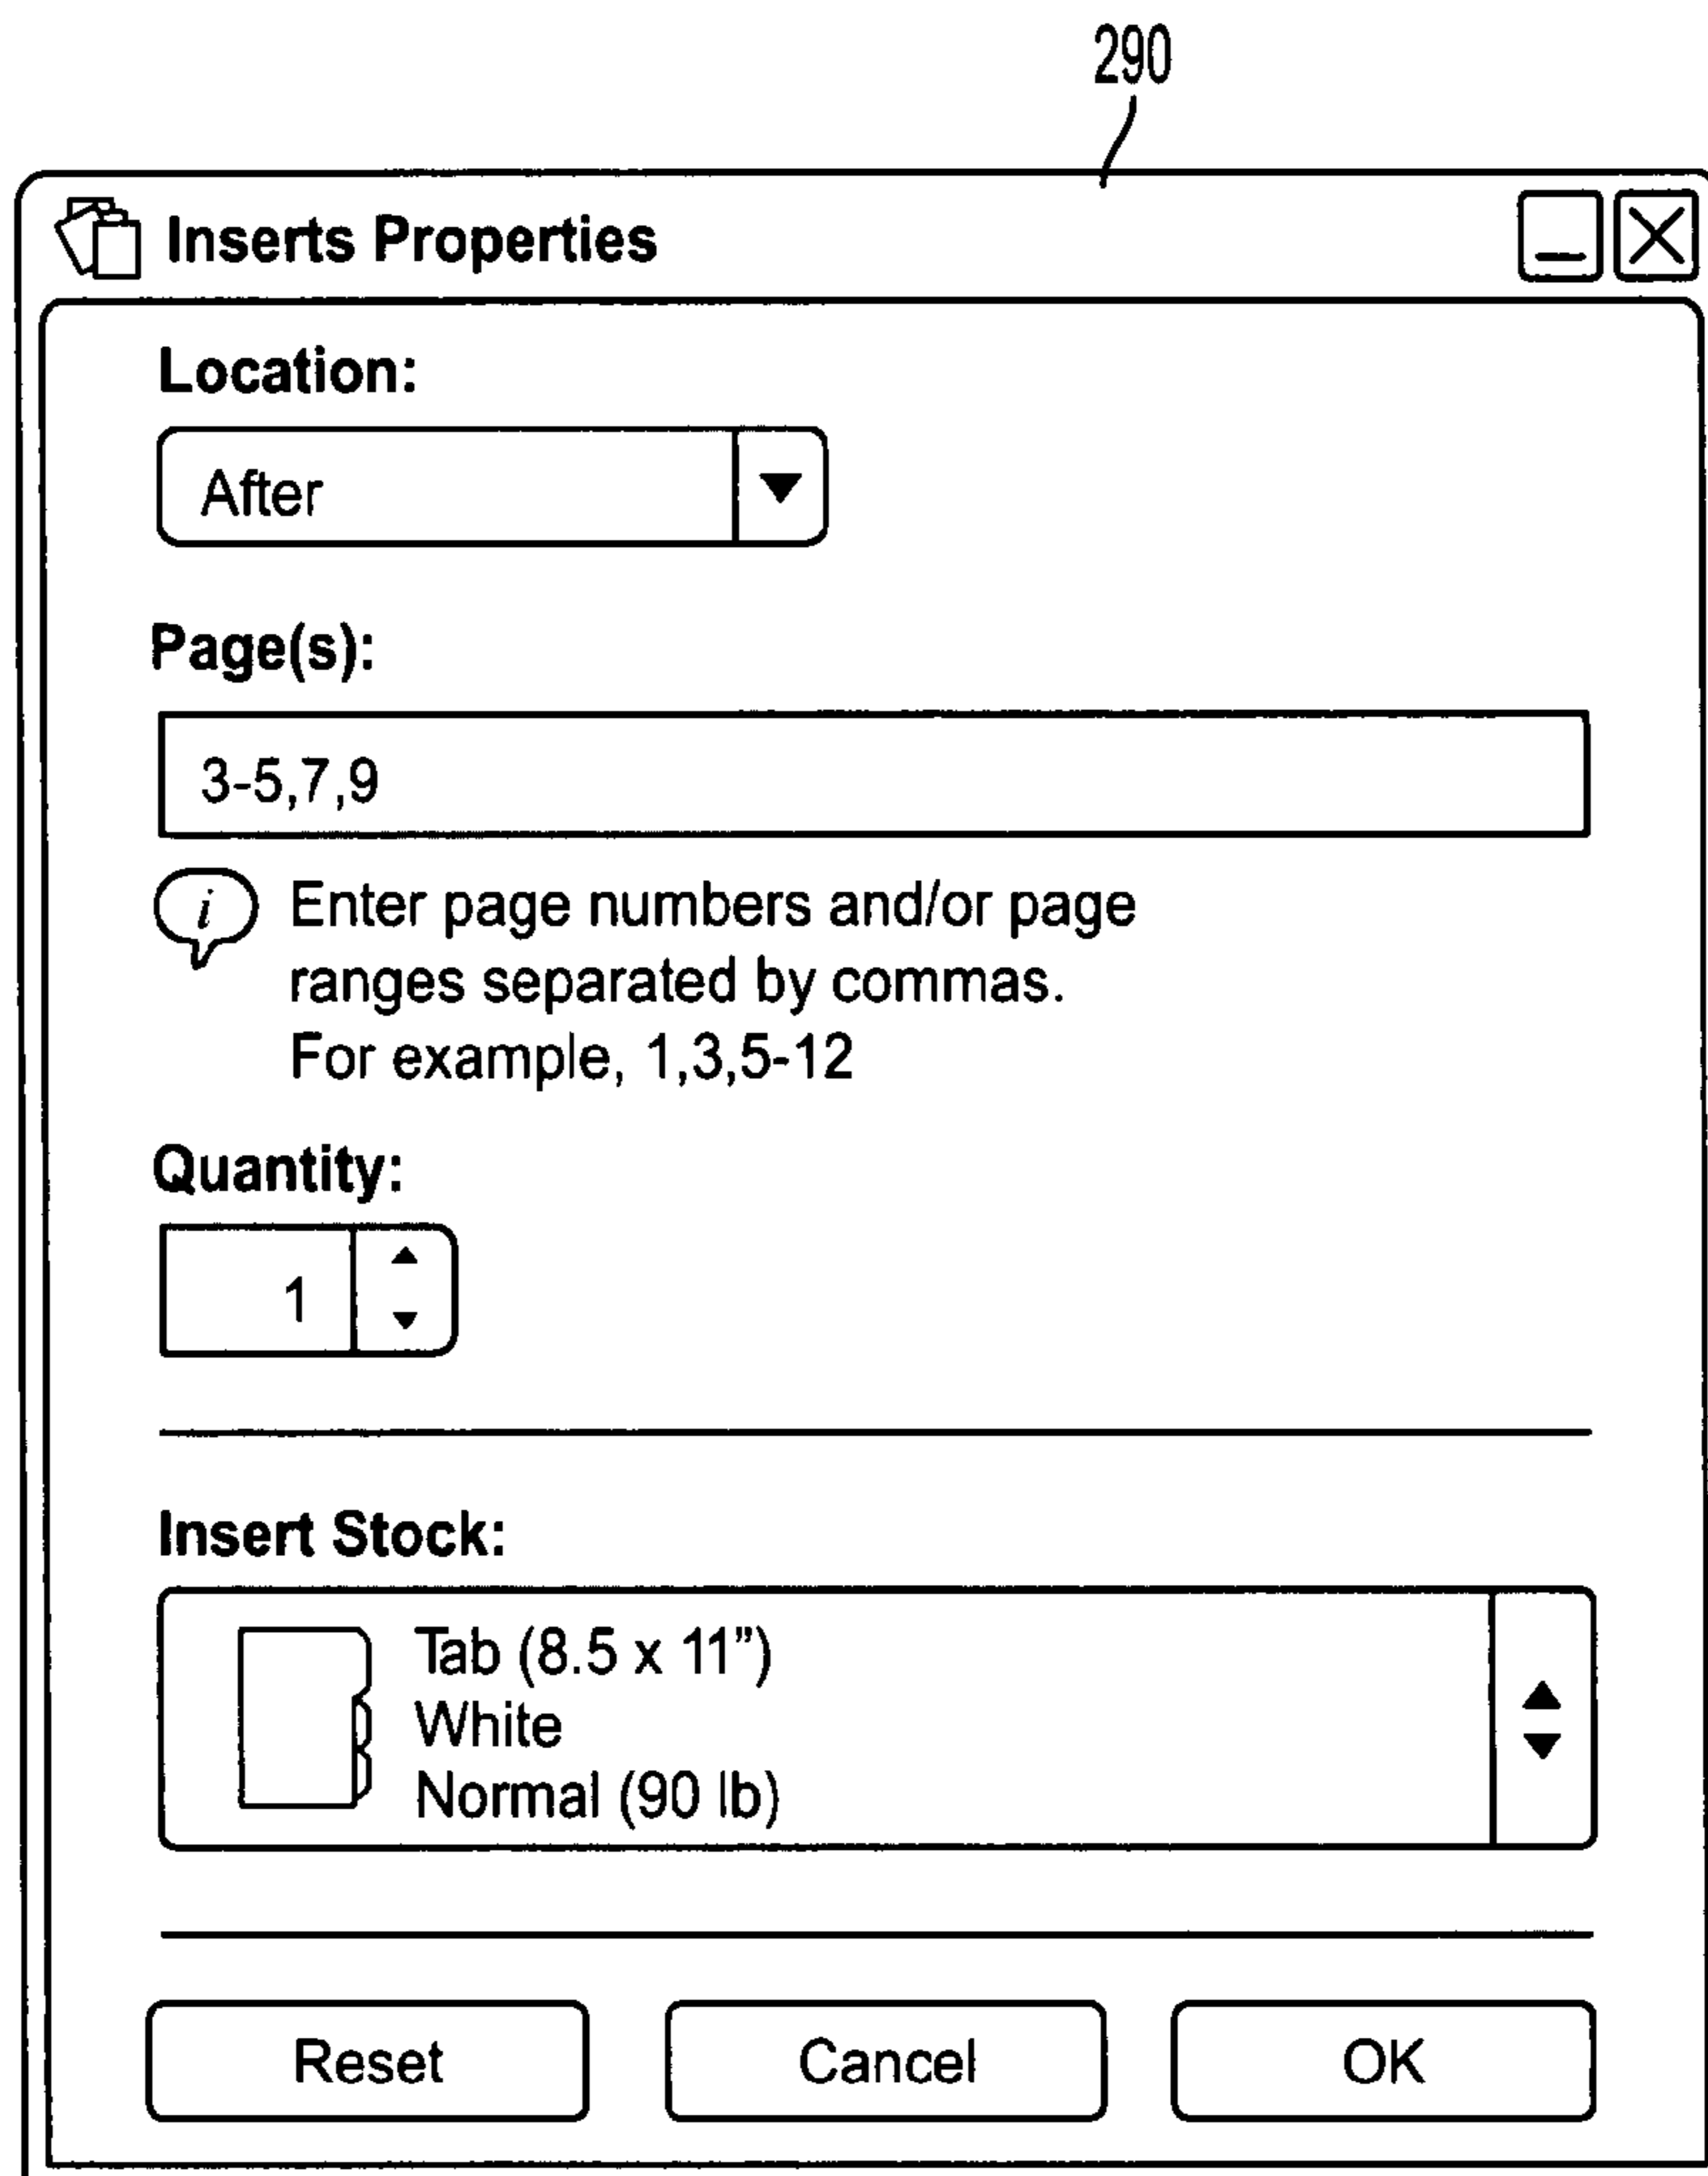 290
Inserts Properties
Location:
After
Page(s):
3-5,7,9
i
Enter page numbers and/or page
ranges separated by commas.
For example, 1,3,5-12
Quantity:
1
Insert Stock:
Tab (8.5 x 11”)
White
Normal (90 lb)
Reset
Cancel
OK